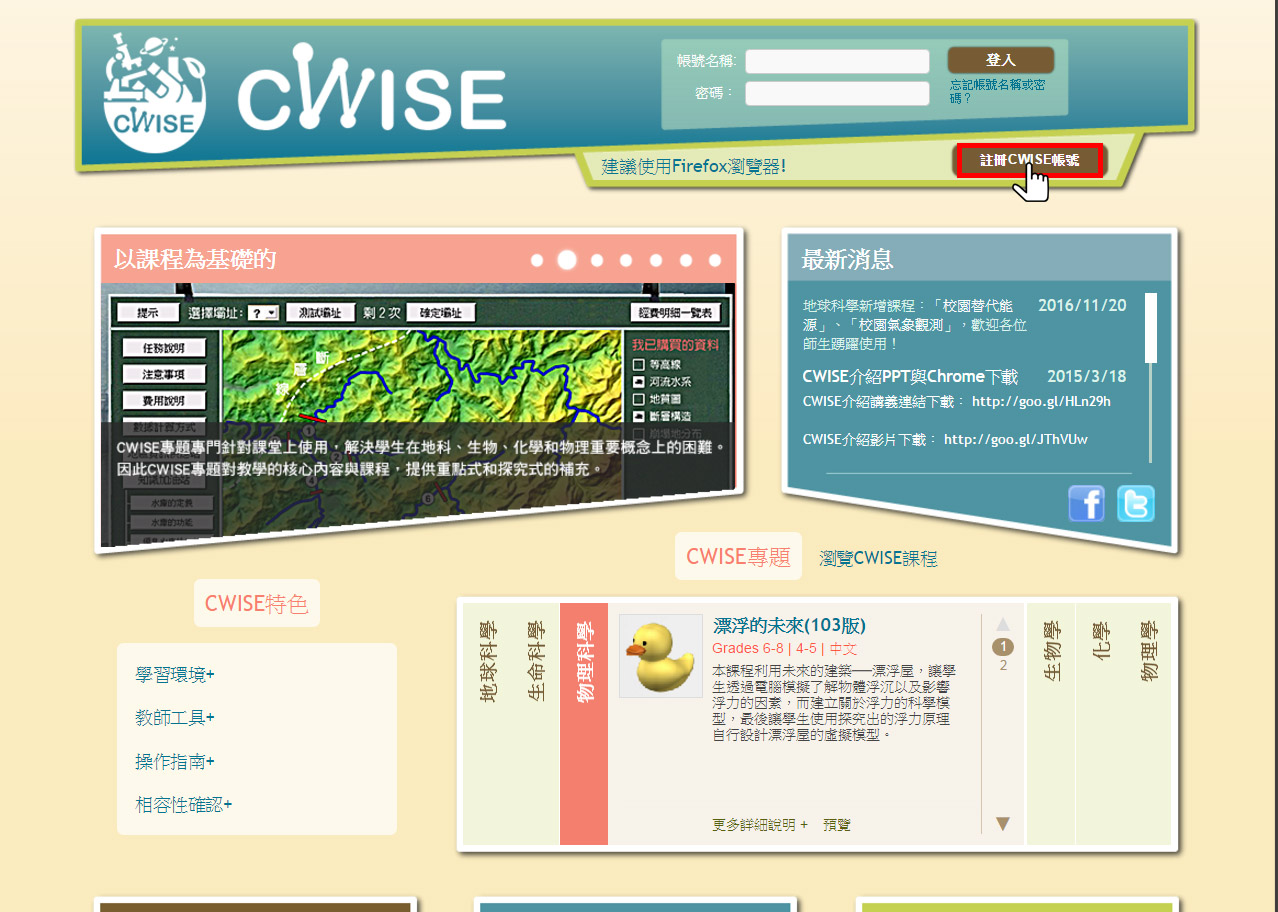 CWISE
CWISE
帳號名稱:
密碼：
登入
忘記帳號名稱或密
碼？
建議使用Firefox瀏覽器!
註冊CWISE帳號
以課程為基礎的
提示
選擇壩址:
?
測試壩址
剩2次
確定壩址
經費明細一覽表
任務說明
注意事項
費用說明
數據計算方式
水庫的定義
水庫的功能
斷層線
我已購買的資料
等高線
河流水系
地質圖
斷層構造
崩塌地分布
CWISE專題專門針對課堂上使用，解決學生在地科、生物、化學和物理重要概念上的困難。
因此CWISE專題對教學的核心內容與課程，提供重點式和探究式的補充。
最新消息
地球科學新增課程：「校園替代能
源」、「校園氣象觀測」，歡迎各位
師生踴躍使用！
2016/11/20
CWISE介紹PPT與Chrome下載
2015/3/18
CWISE介紹講義連結下載： http://goo.gl/HLn29h
CWISE介紹影片下載： http://goo.gl/JThVUw
CWISE特色
學習環境+
教師工具+
操作指南+
相容性確認+
CWISE專題
瀏覽CWISE課程
地球科學
生命科學
物理科學
漂浮的未來(103版)
Grades 6-8 | 4-5 | 中文
本課程利用未來的建築──漂浮屋，讓學
生透過電腦模擬了解物體浮沉以及影響
浮力的因素，而建立關於浮力的科學模
型，最後讓學生使用探究出的浮力原理
自行設計漂浮屋的虛擬模型。
更多詳細說明 +
預覽
1
2
生物學
化學
物理學